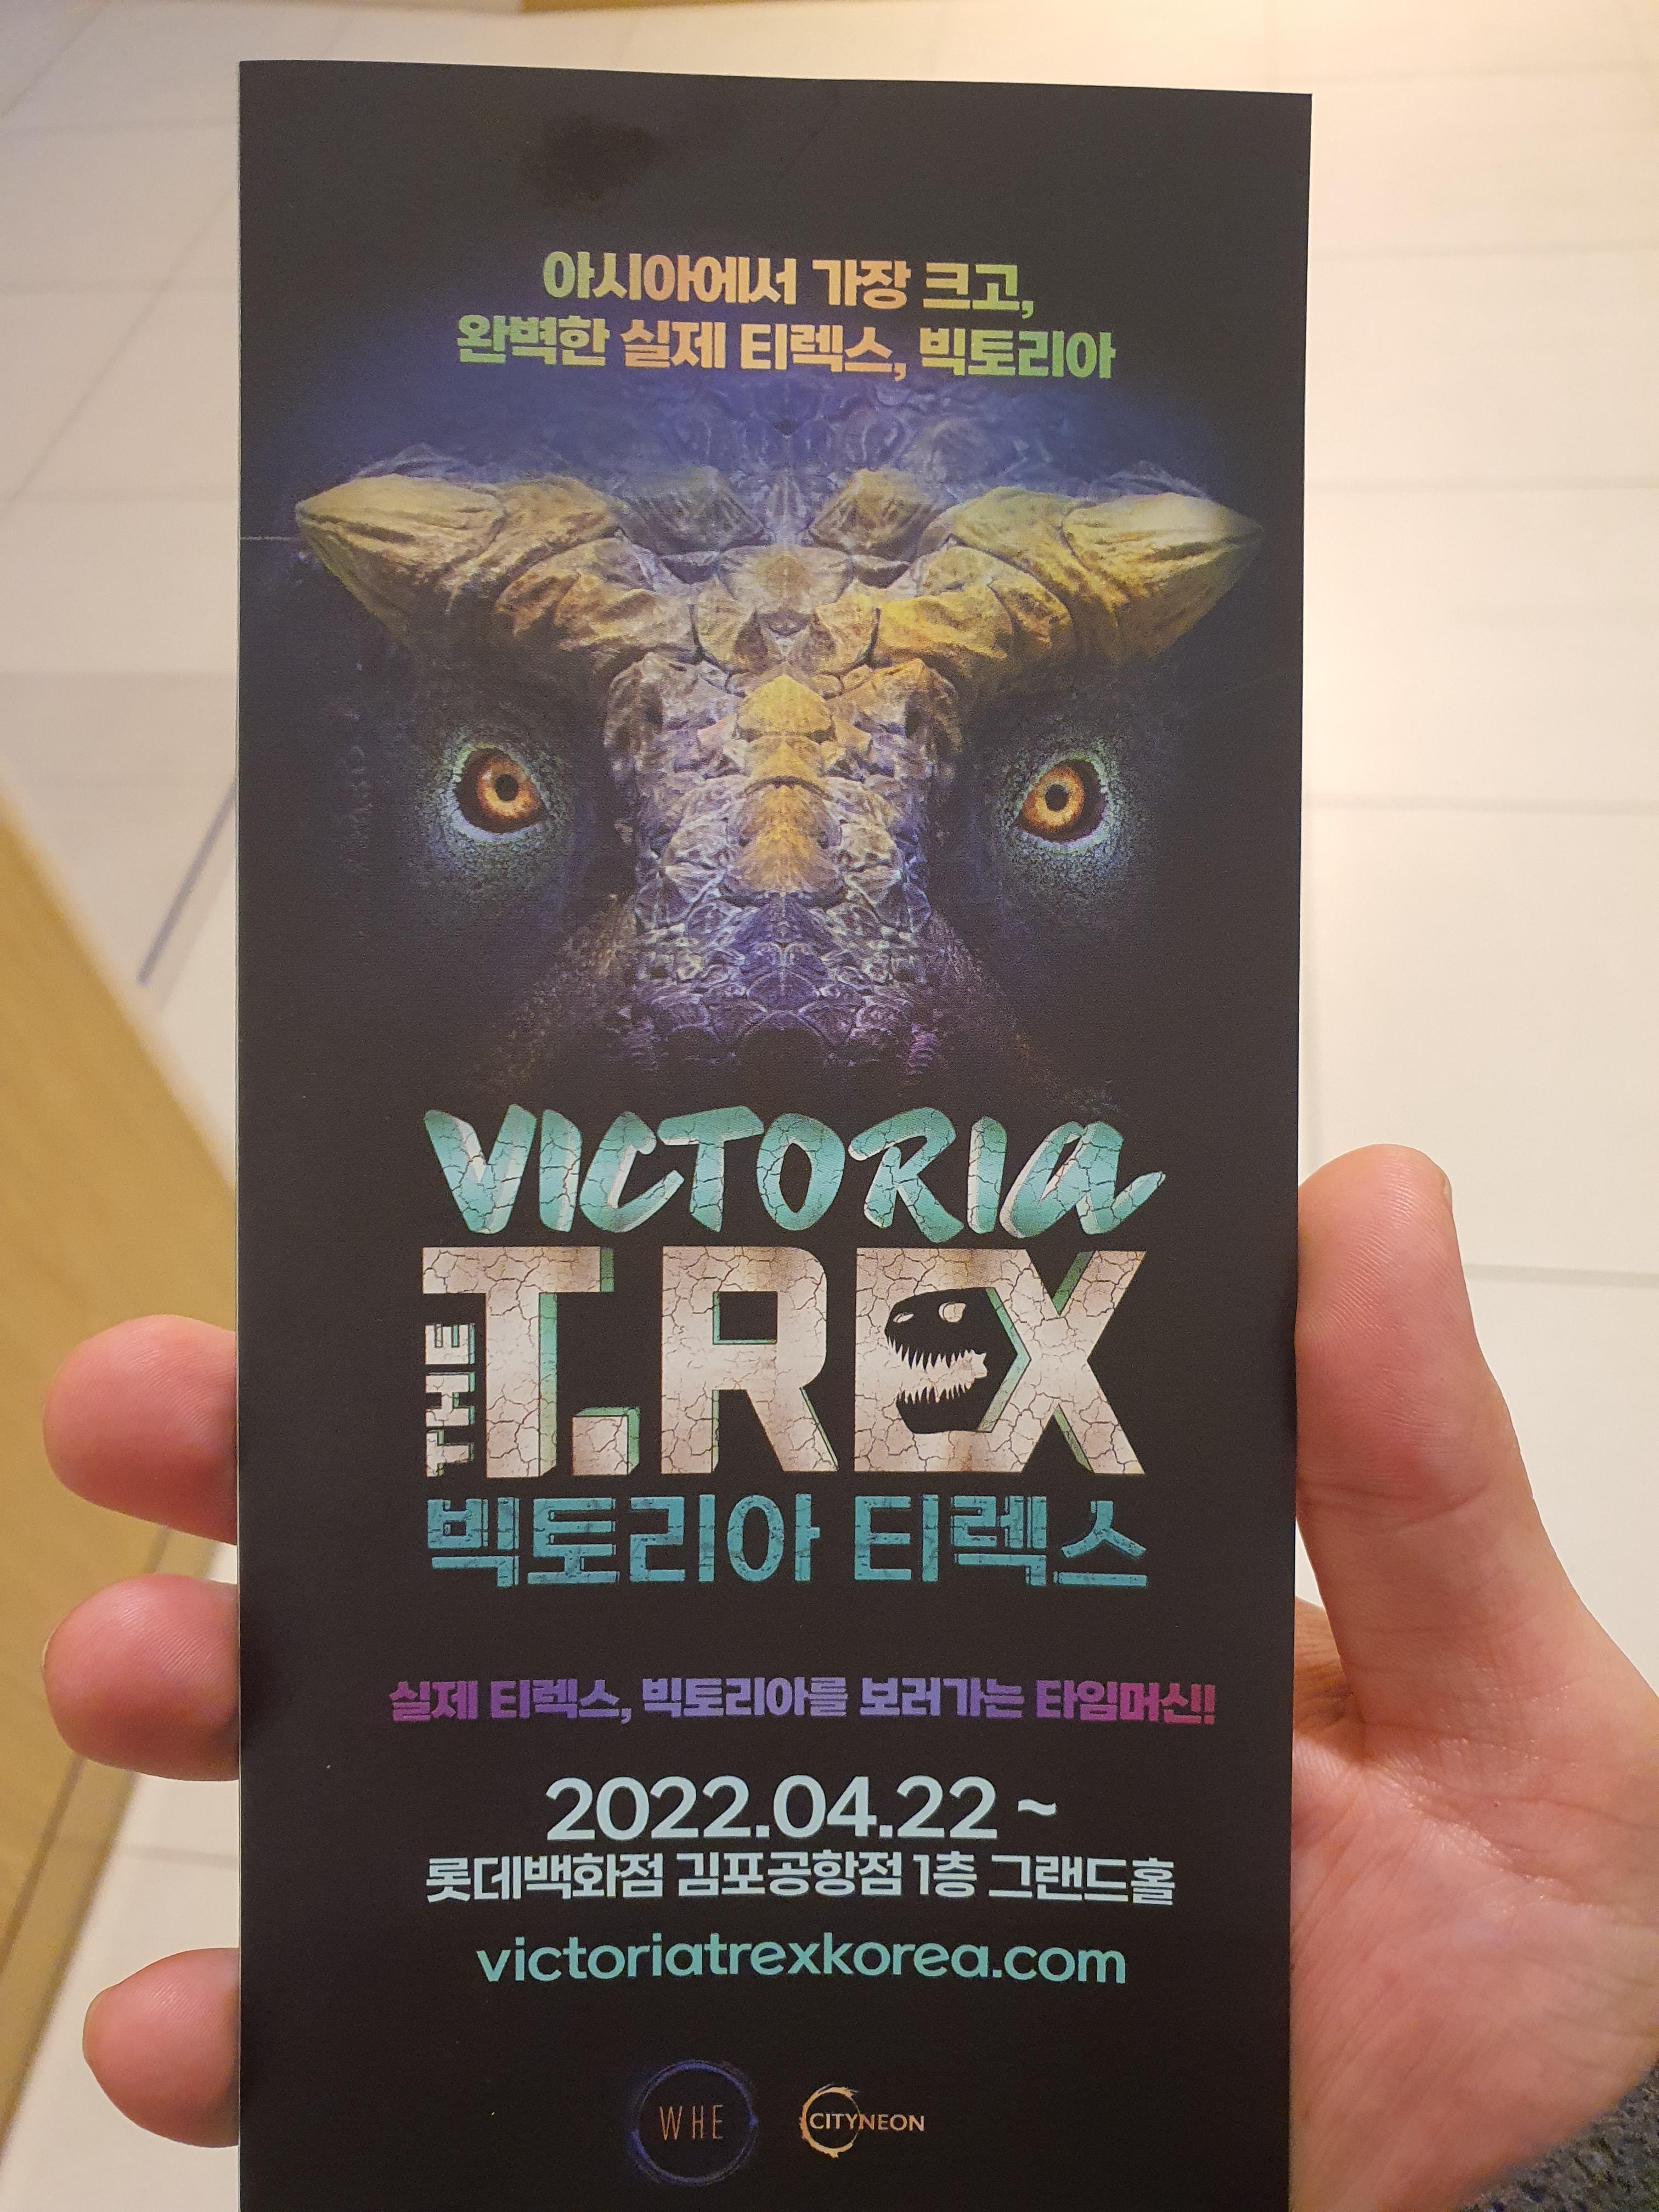 아시아에서 가장 크고,
완벽한 실제 티렉스, 빅토리아
VICTORIA
THE T.REX
빅토리아 티렉스
실제 티렉스, 빅토리아를 보러가는 타임머신!
2022.04.22 ~
롯데백화점 김포공항점 1층 그랜드홀
victoriatrexkorea.com
WHE CITYNEON